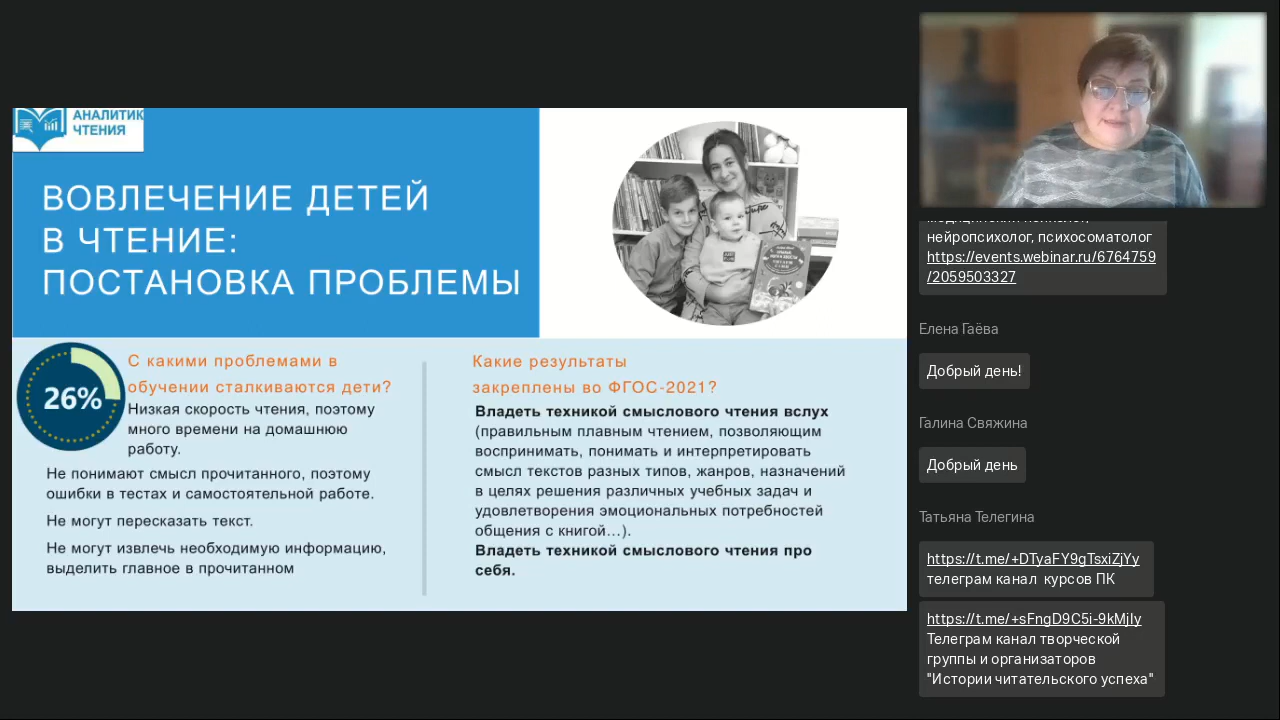 АНАЛИТИК
ЧТЕНИЯ
ВОВЛЕЧЕНИЕ ДЕТЕЙ
В ЧТЕНИЕ:
ПОСТАНОВКА ПРОБЛЕМЫ
26%
С какими проблемами в
обучении сталкиваются дети?
Низкая скорость чтения, поэтому
много времени на домашнюю
работу.
Не понимают смысл прочитанного, поэтому
ошибки в тестах и самостоятельной работе.
Не могут пересказать текст.
Не могут извлечь необходимую информацию,
выделить главное в прочитанном
Какие результаты
закреплены во ФГОС-2021?
Владеть техникой смыслового чтения вслух
(правильным плавным чтением, позволяющим
воспринимать, понимать и интерпретировать
смысл текстов разных типов, жанров, назначений
в целях решения различных учебных задач и
удовлетворения эмоциональных потребностей
общения с книгой...).
Владеть техникой смыслового чтения про
себя.
нейропсихолог, психосоматолог
https://events.webinar.ru/6764759
/2059503327
Елена Гаёва
Добрый день!
Галина Свяжина
Добрый день
Татьяна Телегина
https://t.me/+DTyaFY9gTsxiZjYy
телеграм канал курсов ПК
https://t.me/+sFngD9C5i-9kMjIy
Телеграм канал творческой
группы и организаторов
"Истории читательского успеха"